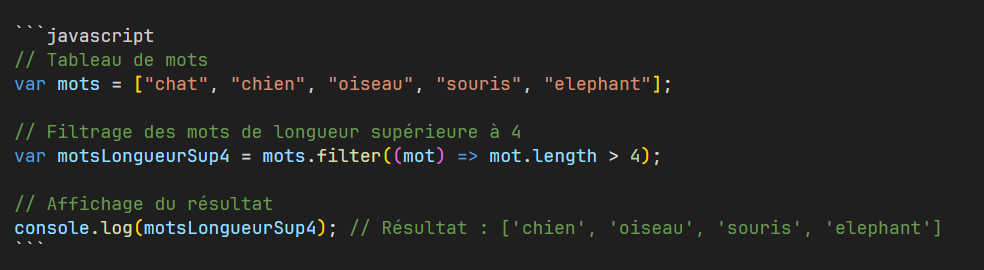 ```javascript
// Tableau de mots
var mots = ["chat", "chien", "oiseau", "souris", "elephant"];
// Filtrage des mots de longueur supérieure à 4
var motsLongueurSup4 = mots.filter((mot) => mot.length > 4);
// Affichage du résultat
console.log(motsLongueurSup4); // Résultat : ['chien', 'oiseau', 'souris', 'elephant']
```